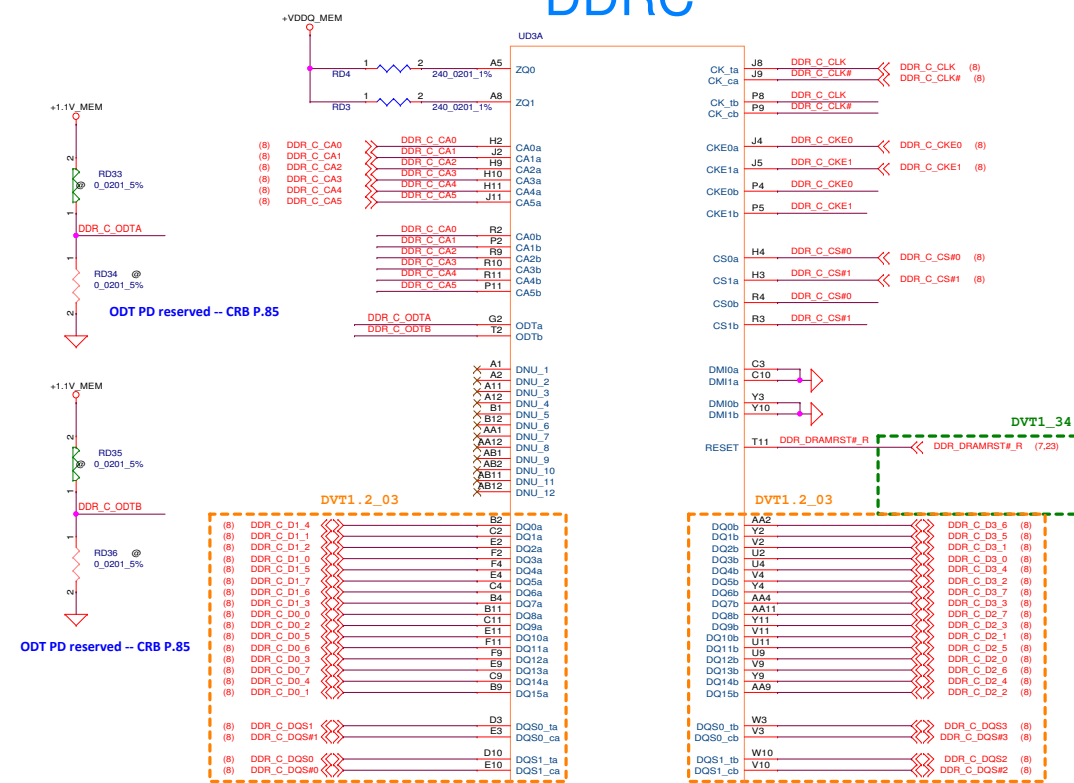 DDRC
+VDDQ_MEM
UD3A
RD4 1 2 240_0201_1% A5 ZQ0
RD3 1 2 240_0201_1% A8 ZQ1
+1.1V_MEM
2
RD33
@
0_0201_5%
1
DDR_C_ODTA
1
RD34 @
0_0201_5%
2
ODT PD reserved -- CRB P.85
+1.1V_MEM
2
RD35
@
0_0201_5%
1
DDR_C_ODTB
1
RD36 @
0_0201_5%
2
ODT PD reserved -- CRB P.85
(8) DDR_C_CA0 DDR_C_CA0 H2 CA0a
(8) DDR_C_CA1 DDR_C_CA1 J2 CA1a
(8) DDR_C_CA2 DDR_C_CA2 H9 CA2a
(8) DDR_C_CA3 DDR_C_CA3 H10 CA3a
(8) DDR_C_CA4 DDR_C_CA4 H11 CA4a
(8) DDR_C_CA5 DDR_C_CA5 J11 CA5a
DDR_C_CA0 R2 CA0b
DDR_C_CA1 P2 CA1b
DDR_C_CA2 R9 CA2b
DDR_C_CA3 R10 CA3b
DDR_C_CA4 R11 CA4b
DDR_C_CA5 P11 CA5b
DDR_C_ODTA G2 ODTa
DDR_C_ODTB T2 ODTb
A1 DNU_1
A2 DNU_2
A11 DNU_3
A12 DNU_4
B1 DNU_5
B12 DNU_6
AA1 DNU_7
AA12 DNU_8
AB1 DNU_9
AB2 DNU_10
AB11 DNU_11
AB12 DNU_12
DVT1.2_03
(8) DDR_C_D1_4 B2 DQ0a
(8) DDR_C_D1_1 C2 DQ1a
(8) DDR_C_D1_2 E2 DQ2a
(8) DDR_C_D1_0 F2 DQ3a
(8) DDR_C_D1_5 F4 DQ4a
(8) DDR_C_D1_7 E4 DQ5a
(8) DDR_C_D1_6 C4 DQ6a
(8) DDR_C_D1_3 B4 DQ7a
(8) DDR_C_D0_0 B11 DQ8a
(8) DDR_C_D0_2 C11 DQ9a
(8) DDR_C_D0_5 E11 DQ10a
(8) DDR_C_D0_6 F11 DQ11a
(8) DDR_C_D0_3 F9 DQ12a
(8) DDR_C_D0_7 E9 DQ13a
(8) DDR_C_D0_4 C9 DQ14a
(8) DDR_C_D0_1 B9 DQ15a
(8) DDR_C_DQS1 D3 DQS0_ta
(8) DDR_C_DQS#1 E3 DQS0_ca
(8) DDR_C_DQS0 D10 DQS1_ta
(8) DDR_C_DQS#0 E10 DQS1_ca
CK_ta J8 DDR_C_CLK DDR_C_CLK (8)
CK_ca J9 DDR_C_CLK# DDR_C_CLK# (8)
CK_tb P8 DDR_C_CLK
CK_cb P9 DDR_C_CLK#
CKE0a J4 DDR_C_CKE0 DDR_C_CKE0 (8)
CKE1a J5 DDR_C_CKE1 DDR_C_CKE1 (8)
CKE0b P4 DDR_C_CKE0
CKE1b P5 DDR_C_CKE1
CS0a H4 DDR_C_CS#0 DDR_C_CS#0 (8)
CS1a H3 DDR_C_CS#1 DDR_C_CS#1 (8)
CS0b R4 DDR_C_CS#0
CS1b R3 DDR_C_CS#1
DMI0a C3
DMI1a C10
DMI0b Y3
DMI1b Y10
DVT1_34
RESET T11 DDR_DRAMRST#_R DDR_DRAMRST#_R (7,23)
DVT1.2_03
DQ0b AA2 DDR_C_D3_6 (8)
DQ1b Y2 DDR_C_D3_5 (8)
DQ2b V2 DDR_C_D3_1 (8)
DQ3b U2 DDR_C_D3_0 (8)
DQ4b U4 DDR_C_D3_4 (8)
DQ5b V4 DDR_C_D3_2 (8)
DQ6b Y4 DDR_C_D3_7 (8)
DQ7b AA4 DDR_C_D3_3 (8)
DQ8b AA11 DDR_C_D2_7 (8)
DQ9b Y11 DDR_C_D2_3 (8)
DQ10b V11 DDR_C_D2_1 (8)
DQ11b U11 DDR_C_D2_5 (8)
DQ12b U9 DDR_C_D2_0 (8)
DQ13b V9 DDR_C_D2_6 (8)
DQ14b Y9 DDR_C_D2_4 (8)
DQ15b AA9 DDR_C_D2_2 (8)
DQS0_tb W3 DDR_C_DQS3 (8)
DQS0_cb V3 DDR_C_DQS#3 (8)
DQS1_tb W10 DDR_C_DQS2 (8)
DQS1_cb V10 DDR_C_DQS#2 (8)